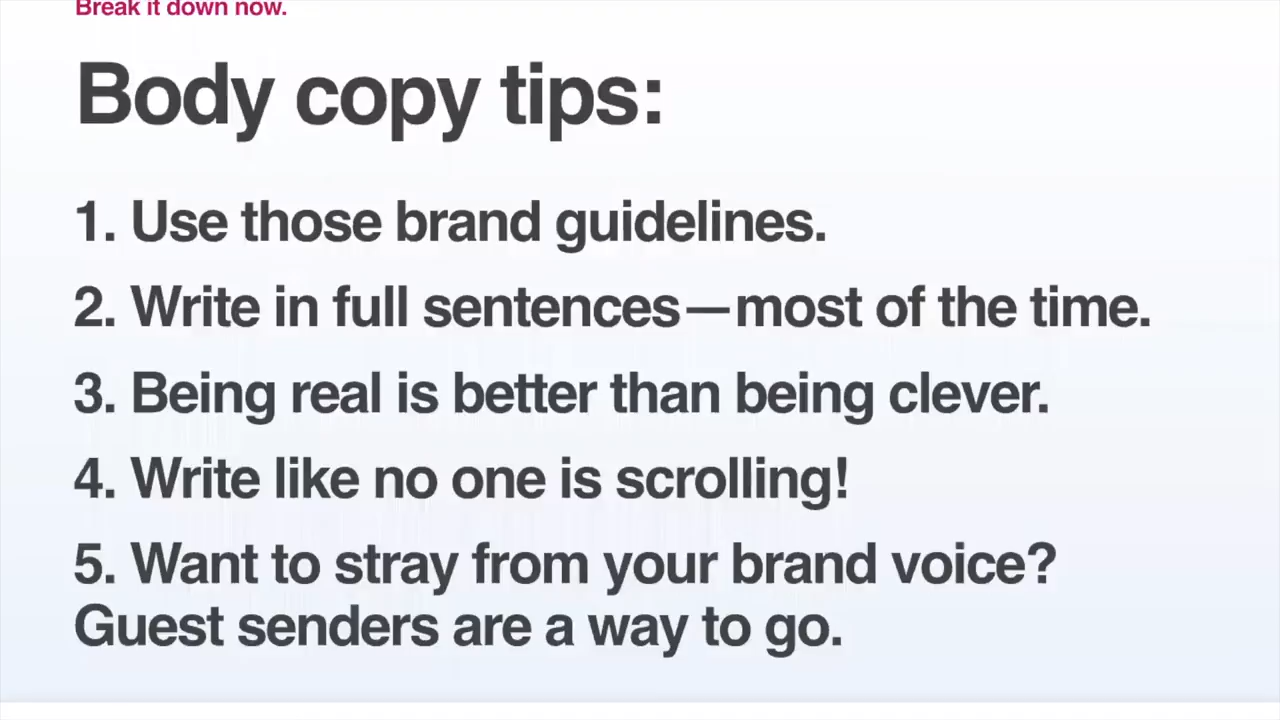 Break it down now.
Body copy tips:
1. Use those brand guidelines.
2. Write in full sentences—most of the time.
3. Being real is better than being clever.
4. Write like no one is scrolling!
5. Want to stray from your brand voice?
Guest senders are a way to go.